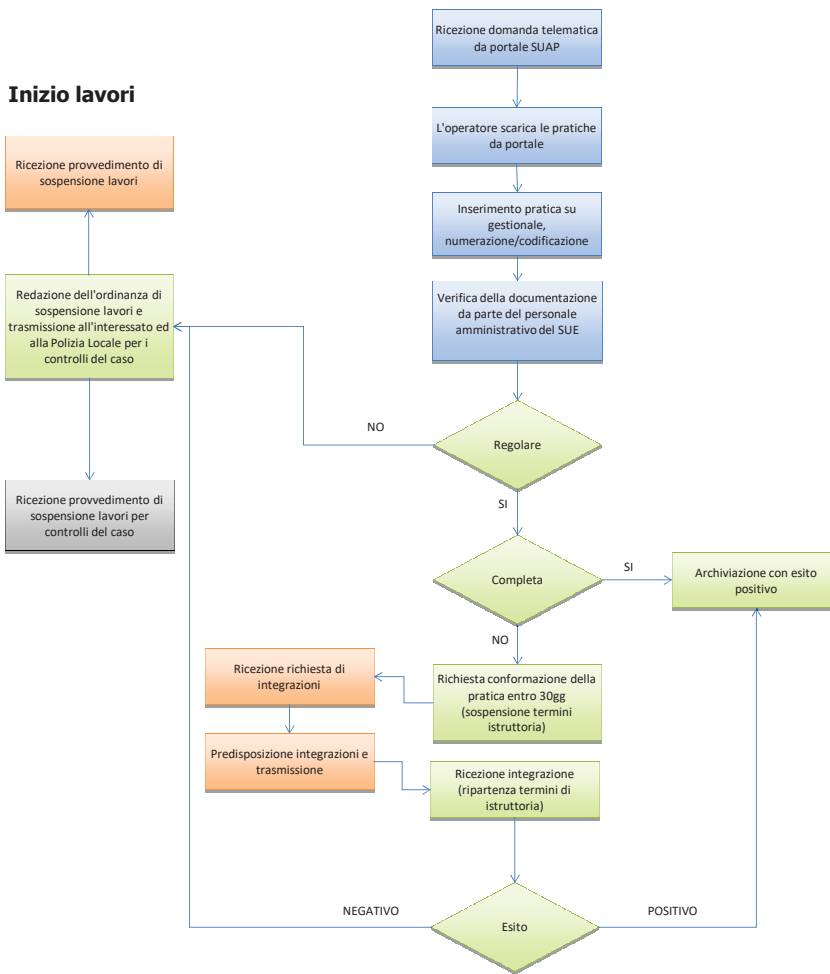 Inizio lavori
Ricezione domanda telematica
da portale SUAP
L'operatore scarica le pratiche
da portale
Inserimento pratica su
gestionale,
numerazione/codificazione
Verifica della documentazione
da parte del personale
amministrativo del SUE
Ricezione provvedimento di
sospensione lavori
Redazione dell'ordinanza di
sospensione lavori e
trasmissione all'interessato ed
alla Polizia Locale per i
controlli del caso
Ricezione provvedimento di
sospensione lavori per
controlli del caso
NO
Regolare
SI
Completa
SI
Archiviazione con esito
positivo
NO
Richiesta conformazione della
pratica entro 30gg
(sospensione termini
istruttoria)
Ricezione richiesta di
integrazioni
Predisposizione integrazioni e
trasmissione
Ricezione integrazione
(ripartenza termini di
istruttoria)
NEGATIVO
Esito
POSITIVO